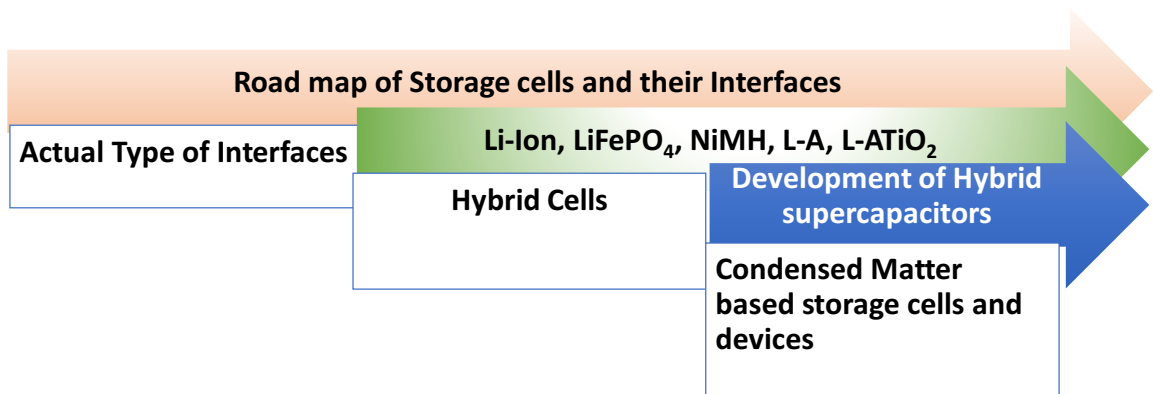 Road map of Storage cells and their Interfaces
Actual Type of Interfaces
Li-Ion, LiFePO₄, NiMH, L-A, L-ATiO₂
Hybrid Cells
Development of Hybrid
supercapacitors
Condensed Matter
based storage cells and
devices